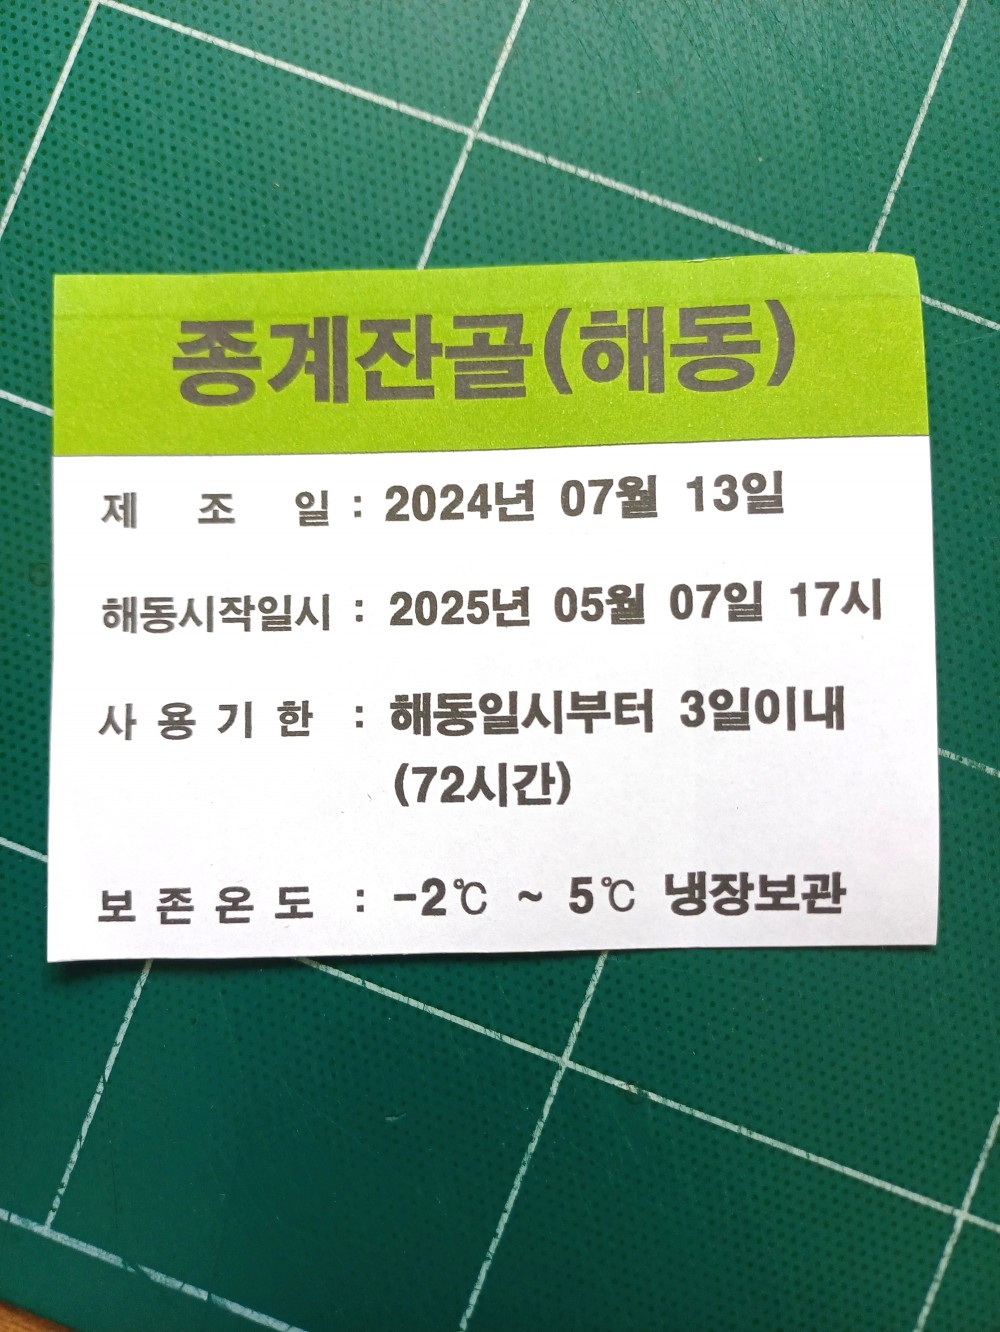 종계잔골(해동)
제 조 일 : 2024년 07월 13일
해동시작일시 : 2025년 05월 07일 17시
사 용 기 한 : 해동일시부터 3일이내
(72시간)
보 존 온 도 : -2℃ ~ 5℃ 냉장보관